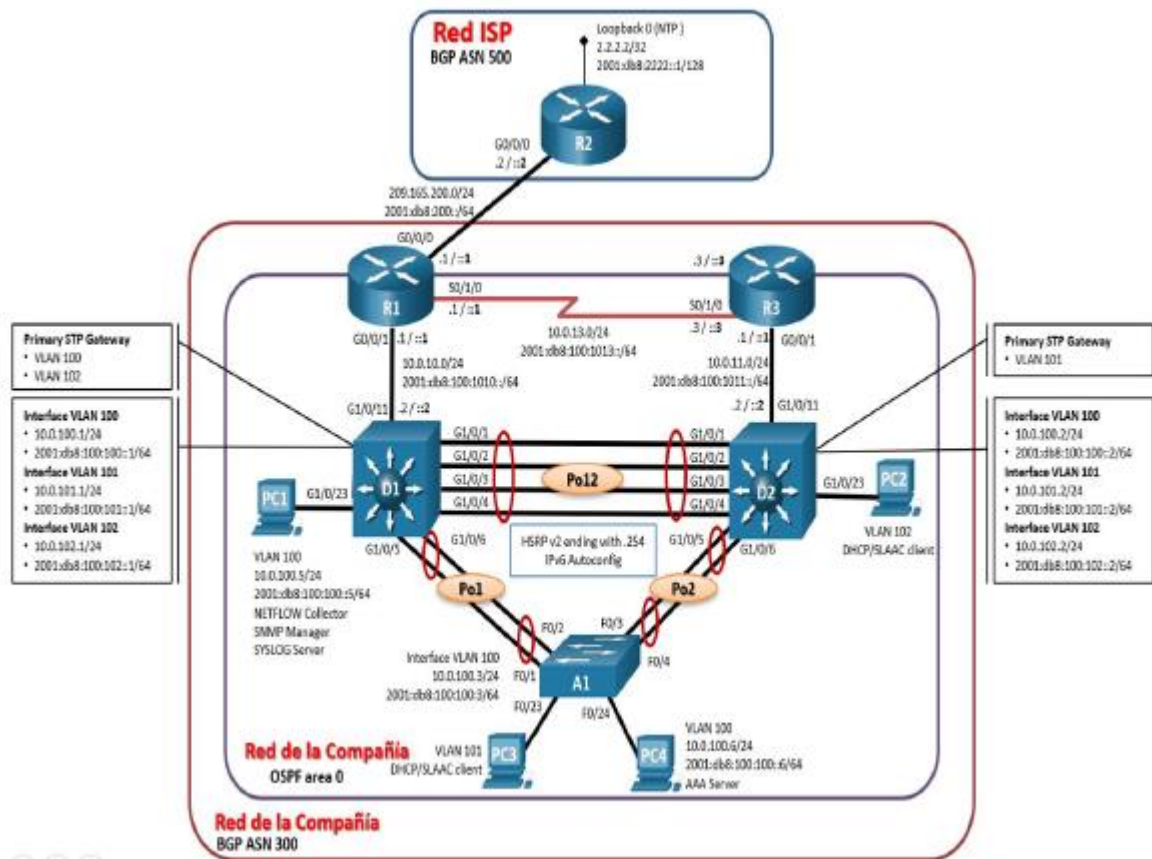 Red ISP
BGP ASN 500
Loopback 0 (NTP )
2.2.2.2/32
2001:db8:2222::1/128
R2
G0/0/0
.2 / ::2
209.165.200.0/24
2001:db8:200::/64
G0/0/0
.1 / ::1
R1
S0/1/0
.1 / ::1
.3 / ::3
R3
S0/1/0
.3 / ::3
10.0.13.0/24
2001:db8:100:1013::/64
G0/0/1
.1 / ::1
10.0.10.0/24
2001:db8:100:1010::/64
G1/0/11
.2 / ::2
.1 / ::1
G0/0/1
10.0.11.0/24
2001:db8:100:1011::/64
.2 / ::2
G1/0/11
Primary STP Gateway
• VLAN 100
• VLAN 102
Interface VLAN 100
• 10.0.100.1/24
• 2001:db8:100:100::1/64
Interface VLAN 101
• 10.0.101.1/24
• 2001:db8:100:101::1/64
Interface VLAN 102
• 10.0.102.1/24
• 2001:db8:100:102::1/64
Primary STP Gateway
• VLAN 101
Interface VLAN 100
• 10.0.100.2/24
• 2001:db8:100:100::2/64
Interface VLAN 101
• 10.0.101.2/24
• 2001:db8:100:101::2/64
Interface VLAN 102
• 10.0.102.2/24
• 2001:db8:100:102::2/64
D1
G1/0/1
G1/0/2
G1/0/3
G1/0/4
Po12
G1/0/1
G1/0/2
G1/0/3
G1/0/4
D2
PC1
G1/0/23
VLAN 100
10.0.100.5/24
2001:db8:100:100::5/64
NETFLOW Collector
SNMP Manager
SYSLOG Server
G1/0/23
PC2
VLAN 102
DHCP/SLAAC client
G1/0/5
G1/0/6
HSRP v2 ending with .254
IPv6 Autoconfig
G1/0/5
G1/0/6
Po1
Po2
F0/2
F0/3
F0/1
F0/4
A1
Interface VLAN 100
10.0.100.3/24
2001:db8:100:100:3/64
F0/23
F0/24
PC3
VLAN 101
DHCP/SLAAC client
PC4
VLAN 100
10.0.100.6/24
2001:db8:100:100::6/64
AAA Server
Red de la Compañía
OSPF area 0
Red de la Compañía
BGP ASN 300